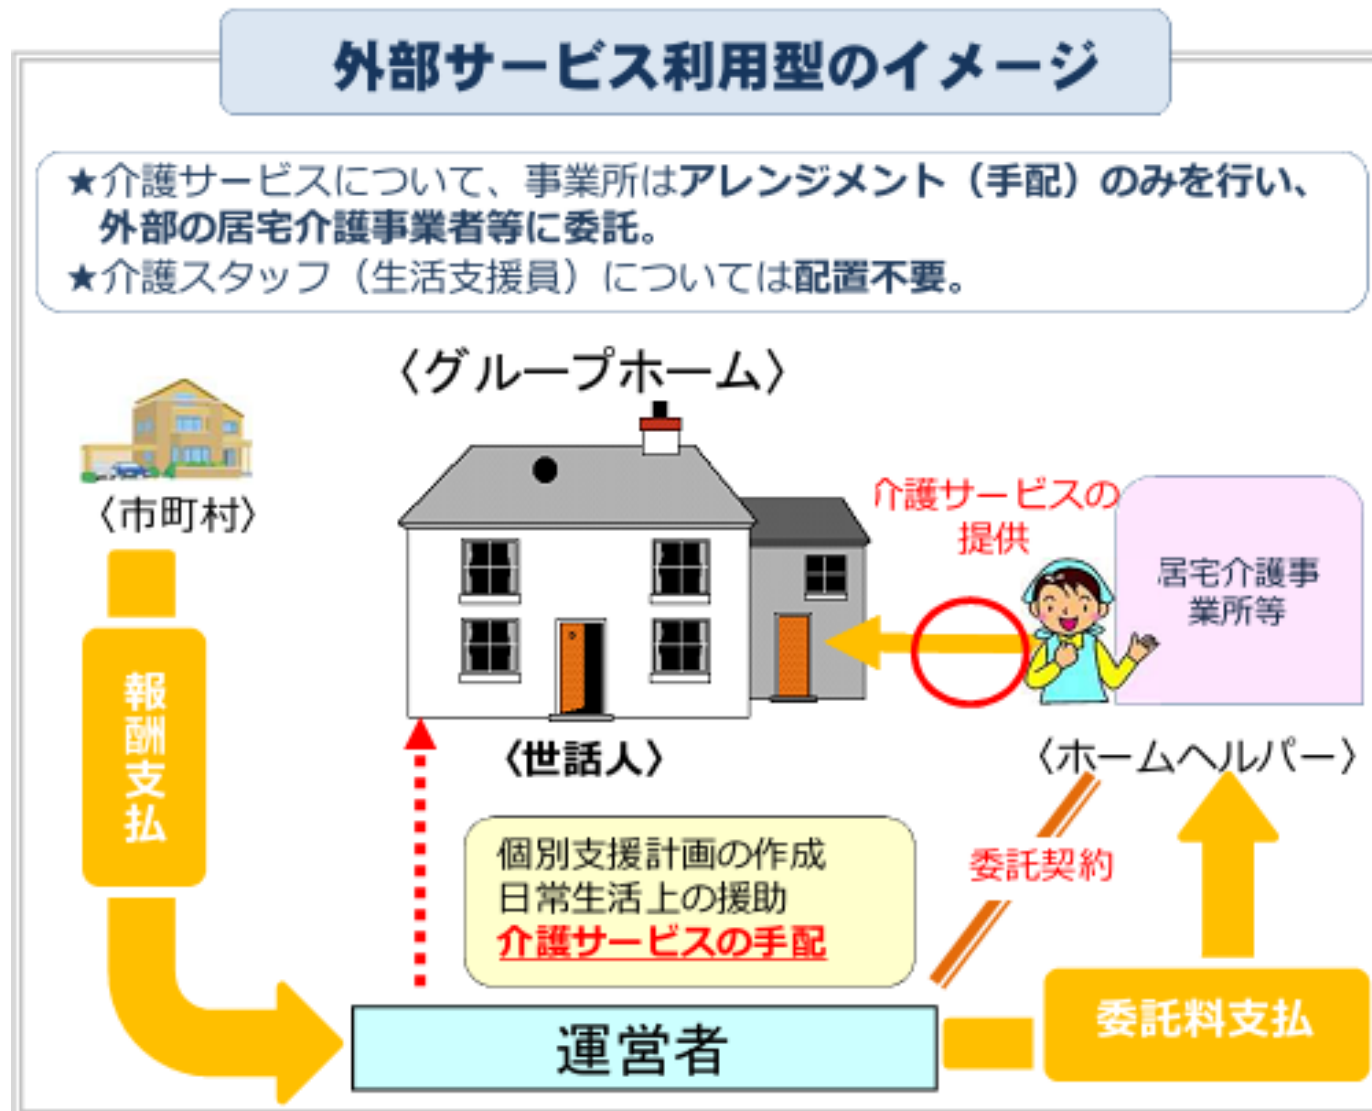 外部サービス利用型のイメージ
★介護サービスについて、事業所はアレンジメント（手配）のみを行い、
外部の居宅介護事業者等に委託。
★介護スタッフ（生活支援員）については配置不要。
〈グループホーム〉
〈市町村〉
介護サービスの
提供
居宅介護事
業所等
報酬支払
〈世話人〉
〈ホームヘルパー〉
個別支援計画の作成
日常生活上の援助
介護サービスの手配
委託契約
運営者
委託料支払